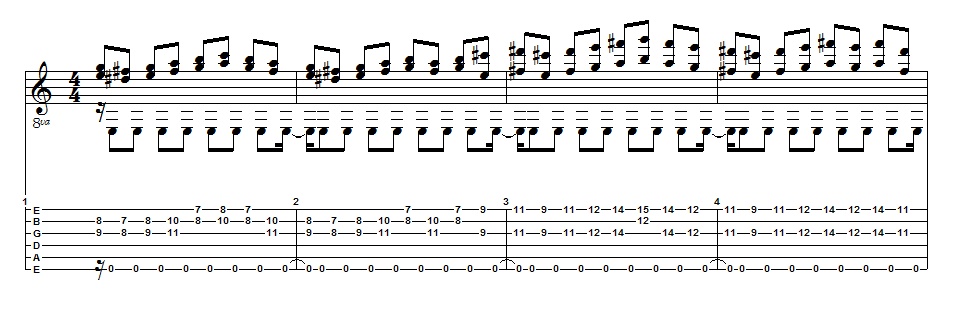 4
4
8va
1 2 3 4
E 7 8 7 7 7 9 11 9 11 12 14 15 14 12 11 9 11 12 14 12 14 11
B 8 7 8 10 8 10 8 10 8 7 8 10 8 10 8 12
G 9 8 9 11 11 9 8 9 11 11 9 11 9 11 12 14 14 12 11 9 11 12 14 12 14 11
D
A
E 0 0 0 0 0 0 0 0 0 0 0 0 0 0 0 0 0 0 0 0 0 0 0 0 0 0 0 0 0 0 0 0 0 0 0